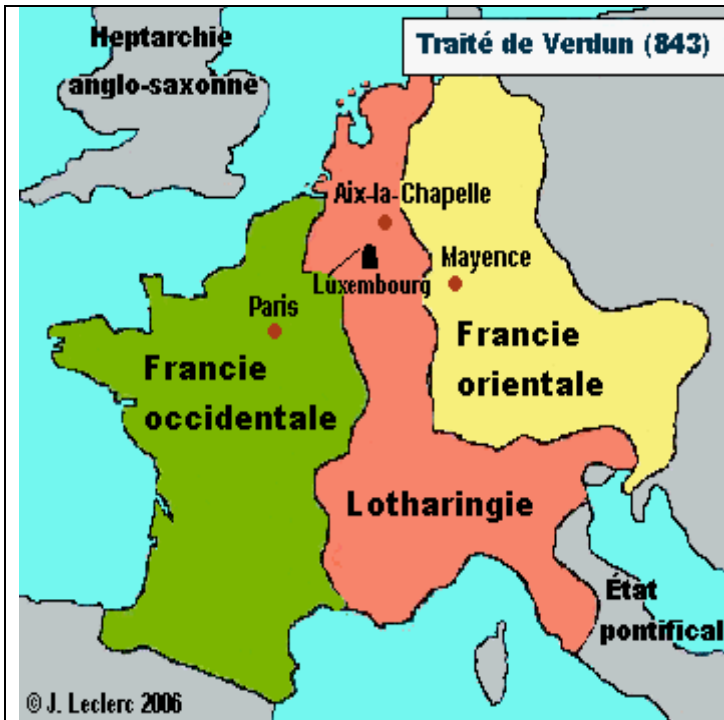 Heptarchie
anglo-saxonne
Traité de Verdun (843)
Aix-la-Chapelle
Mayence
Luxembourg
Paris
Francie
occidentale
Francie
orientale
Lotharingie
État
pontifical
© J. Leclerc 2006